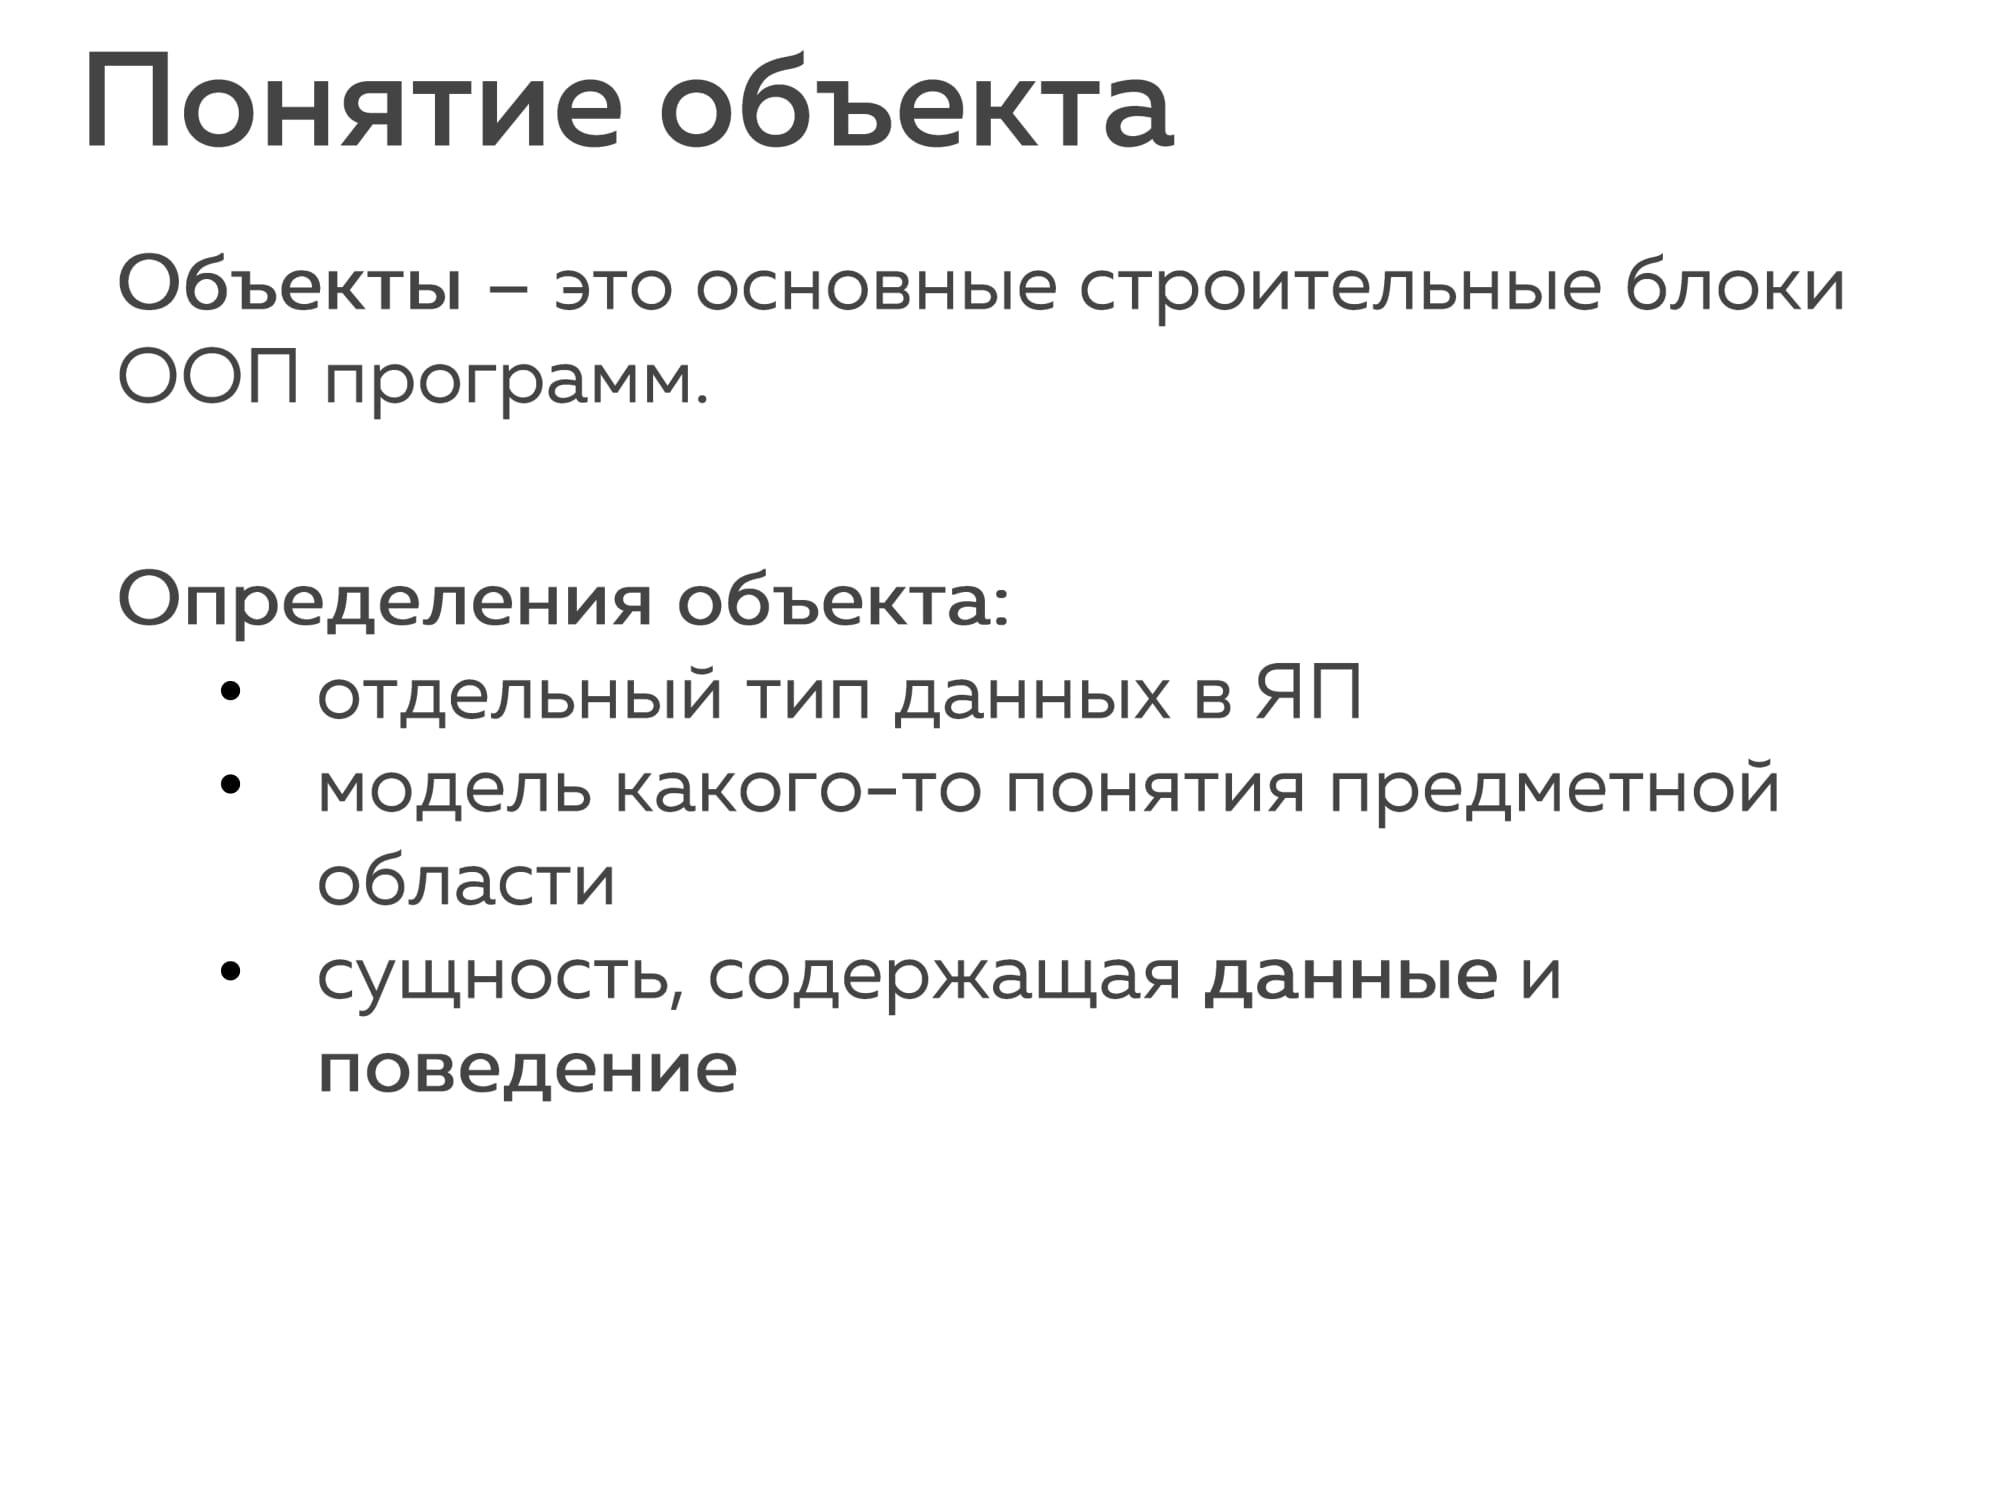 Понятие объекта
Объекты – это основные строительные блоки
ООП программ.
Определения объекта:
• отдельный тип данных в ЯП
• модель какого-то понятия предметной
области
• сущность, содержащая данные и
поведение